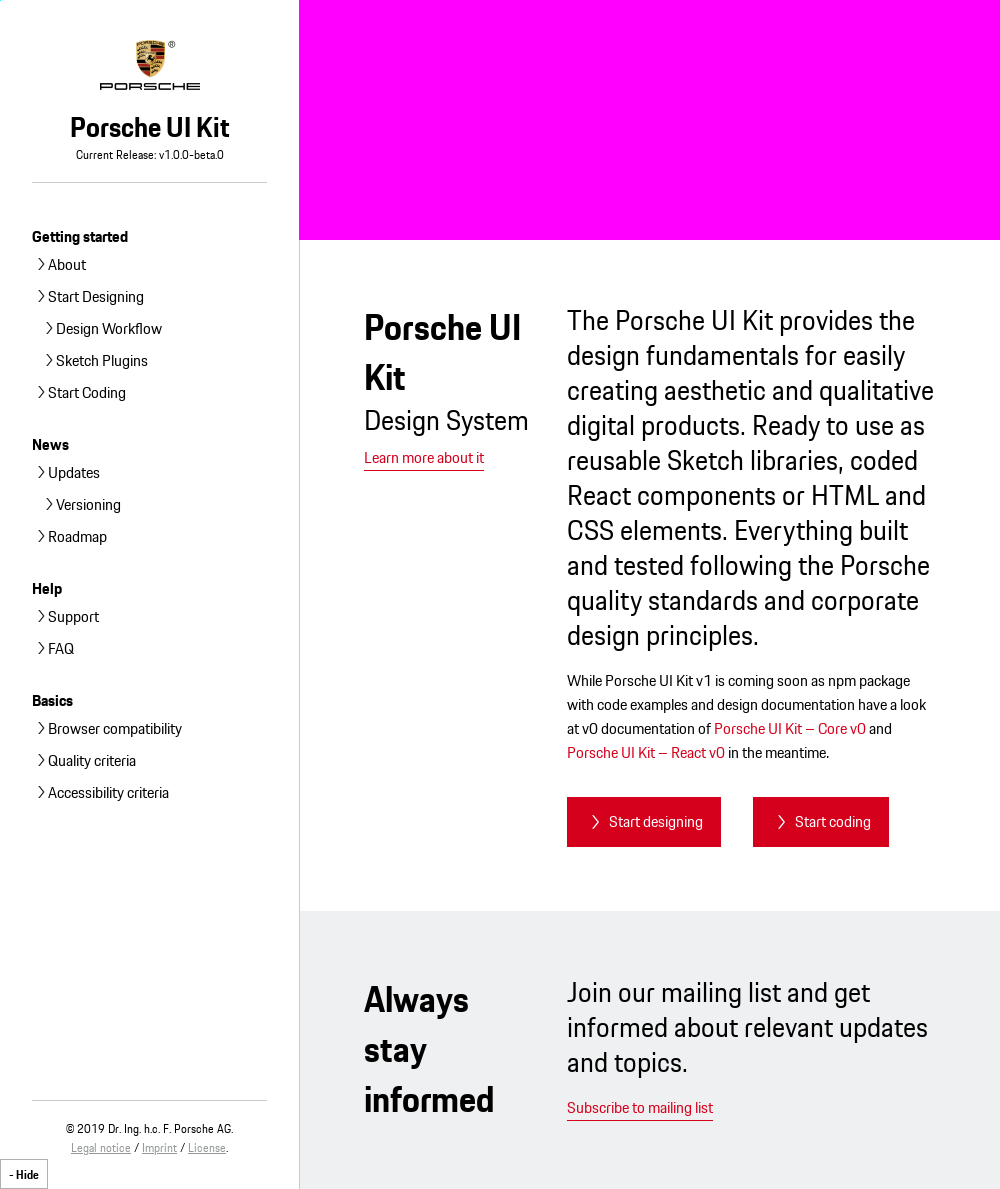 PORSCHE
®
Porsche UI Kit
Current Release: v1.0.0-beta.0
Getting started
About
Start Designing
Design Workflow
Sketch Plugins
Start Coding
News
Updates
Versioning
Roadmap
Help
Support
FAQ
Basics
Browser compatibility
Quality criteria
Accessibility criteria
© 2019 Dr. Ing. h.c. F. Porsche AG.
Legal notice / Imprint / License.
- Hide
Porsche UI
Kit
Design System
Learn more about it
The Porsche UI Kit provides the
design fundamentals for easily
creating aesthetic and qualitative
digital products. Ready to use as
reusable Sketch libraries, coded
React components or HTML and
CSS elements. Everything built
and tested following the Porsche
quality standards and corporate
design principles.
While Porsche UI Kit v1 is coming soon as npm package
with code examples and design documentation have a look
at v0 documentation of Porsche UI Kit – Core v0 and
Porsche UI Kit – React v0 in the meantime.
Start designing
Start coding
Always
stay
informed
Join our mailing list and get
informed about relevant updates
and topics.
Subscribe to mailing list